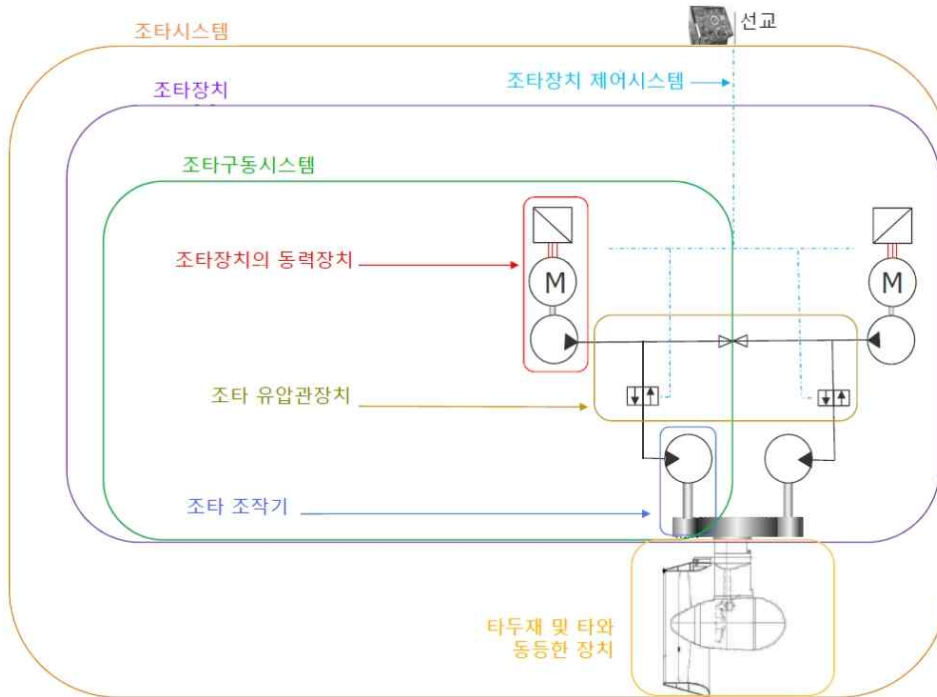 선교
조타시스템
조타장치 제어시스템
조타장치
조타구동시스템
조타장치의 동력장치
M
M
조타 유압관장치
조타 조작기
타두재 및 타와
동등한 장치